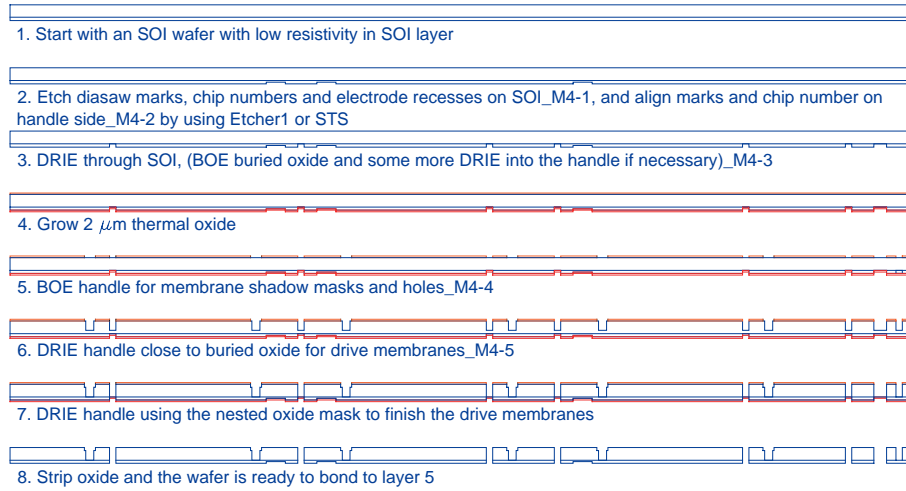 1. Start with an SOI wafer with low resistivity in SOI layer
2. Etch diasaw marks, chip numbers and electrode recesses on SOI_M4-1, and align marks and chip number on
handle side_M4-2 by using Etcher1 or STS
3. DRIE through SOI, (BOE buried oxide and some more DRIE into the handle if necessary)_M4-3
4. Grow 2 μm thermal oxide
5. BOE handle for membrane shadow masks and holes_M4-4
6. DRIE handle close to buried oxide for drive membranes_M4-5
7. DRIE handle using the nested oxide mask to finish the drive membranes
8. Strip oxide and the wafer is ready to bond to layer 5